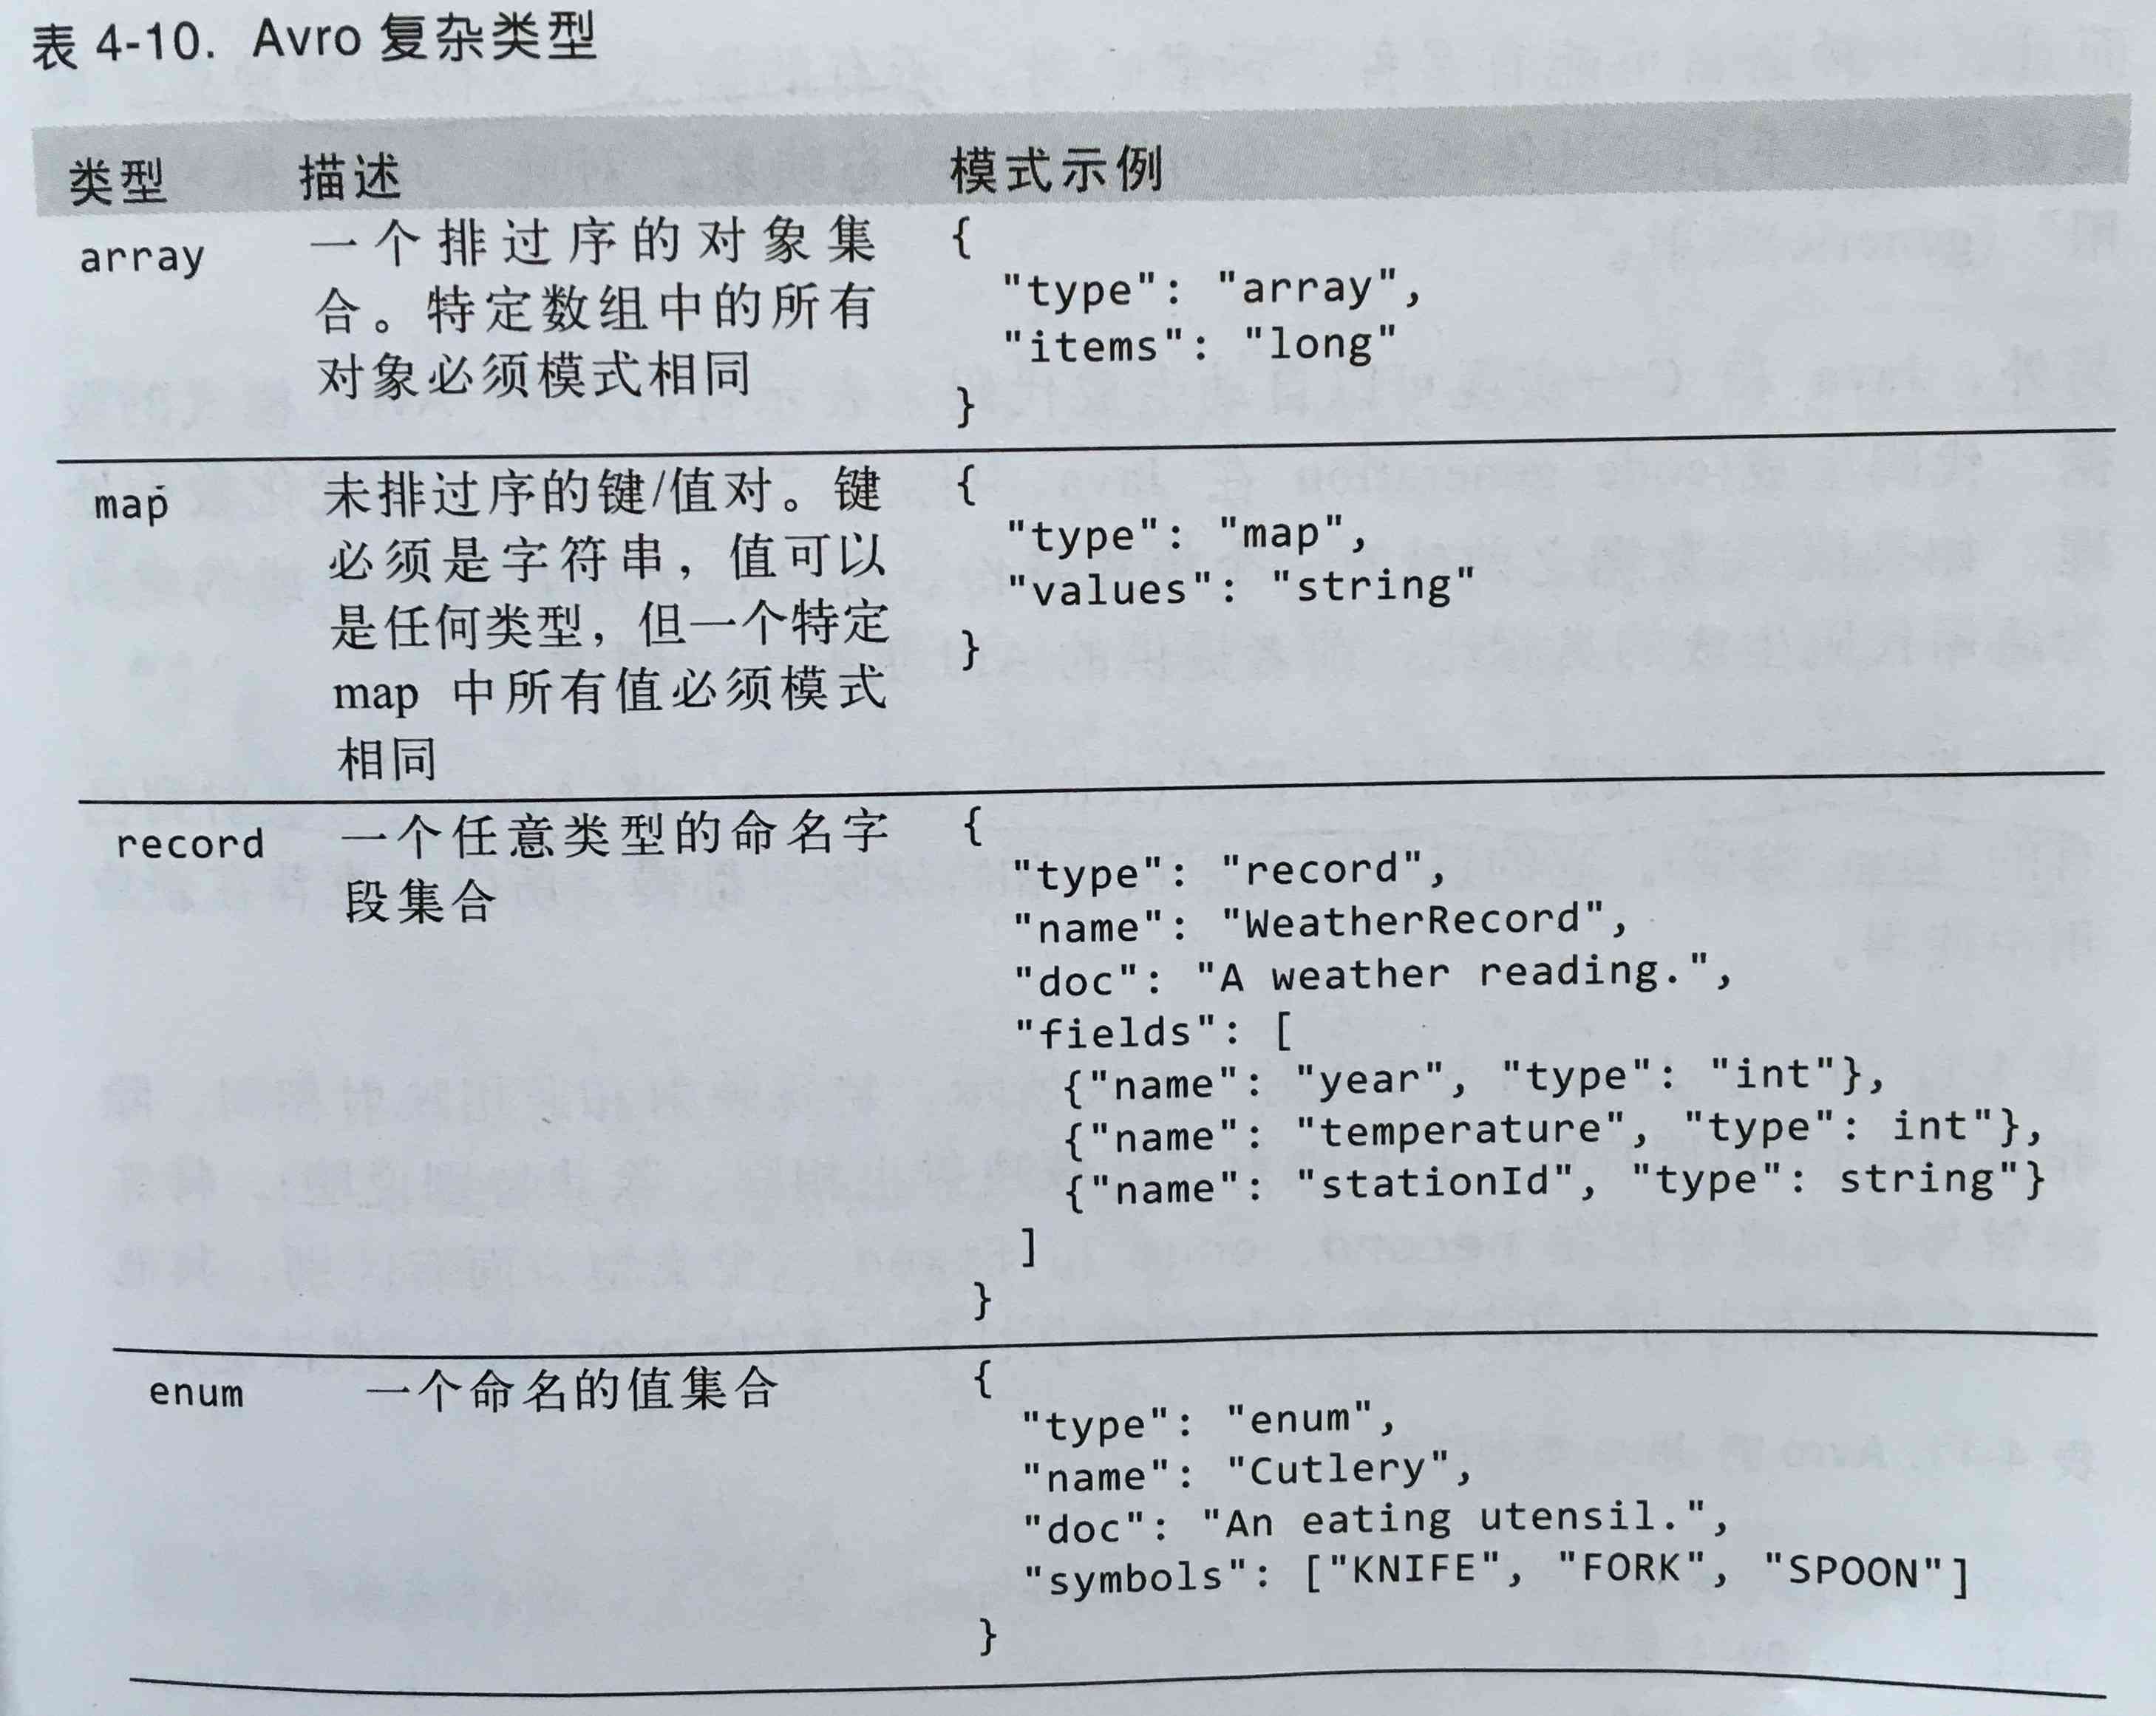 表 4-10. Avro 复杂类型
类型 描述 模式示例
array
一个排过序的对象集
合。特定数组中的所有
对象必须模式相同
{
"type": "array",
"items": "long"
}
map
未排过序的键/值对。键
必须是字符串，值可以
是任何类型，但一个特定
map 中所有值必须模式
相同
{
"type": "map",
"values": "string"
}
record
一个任意类型的命名字
段集合
{
"type": "record",
"name": "WeatherRecord",
"doc": "A weather reading.",
"fields": [
{"name": "year", "type": "int"},
{"name": "temperature", "type": int"},
{"name": "stationId", "type": string"}
]
}
enum
一个命名的值集合
{
"type": "enum",
"name": "Cutlery",
"doc": "An eating utensil.",
"symbols": ["KNIFE", "FORK", "SPOON"]
}